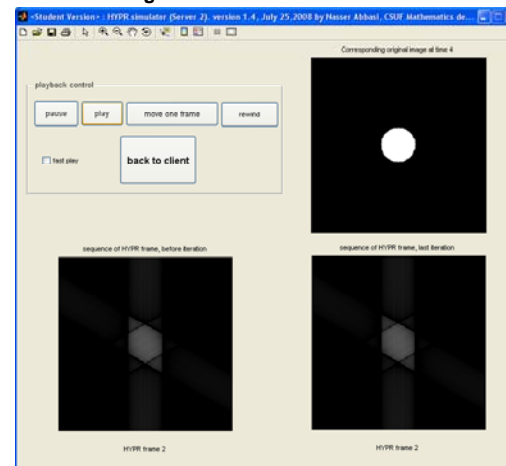 <Student Version> : HYPR simulator (Server 2). version 1.4, July 25,2008 by Nasser Abbasi, CSUF Mathematics de...
Corresponding original image at time 4
playback control
pause
play
move one frame
rewind
fast play
back to client
sequence of HYPR frame, before iteration
sequence of HYPR frame, last iteration
HYPR frame 2
HYPR frame 2